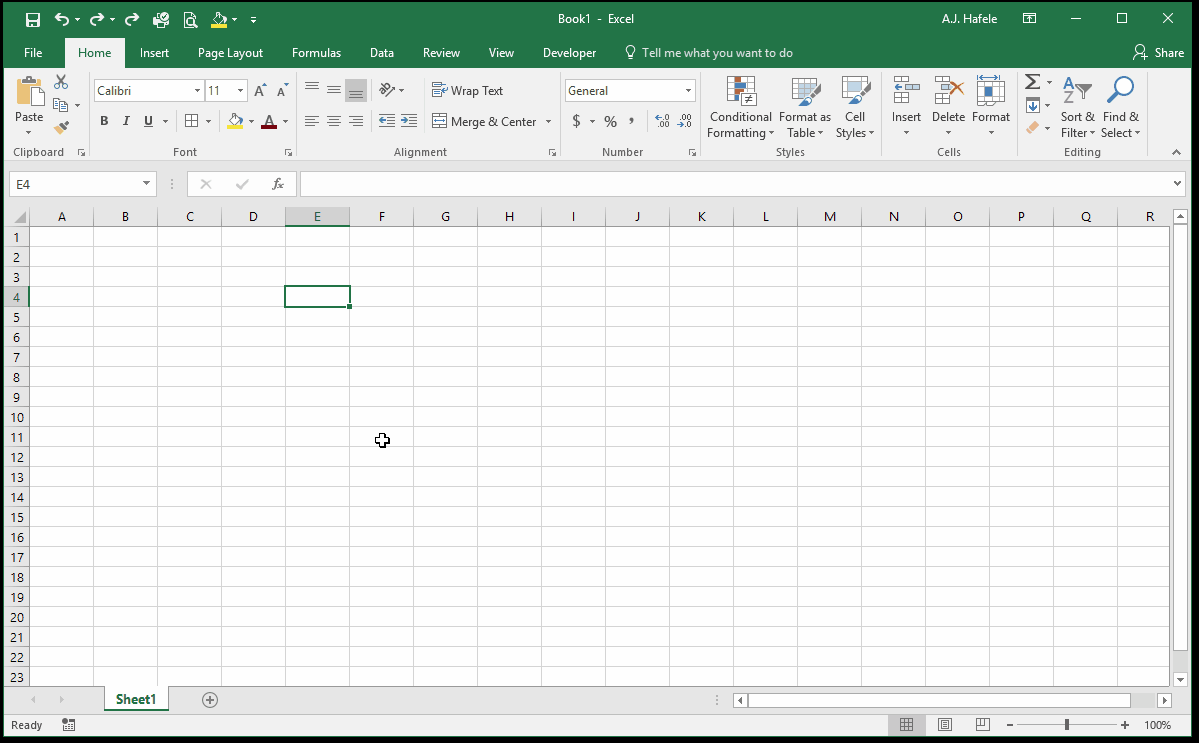 Book1 - Excel
A.J. Hafele
File Home Insert Page Layout Formulas Data Review View Developer Tell me what you want to do Share
Paste
Clipboard
Calibri 11
B I U A
Font
Wrap Text
Merge & Center
Alignment
General
$ % ,
Number
Conditional Formatting
Format as Table
Cell Styles
Styles
Insert
Delete
Format
Cells
Sort & Filter
Find & Select
Editing
E4 fx
A B C D E F G H I J K L M N O P Q R
1
2
3
4
5
6
7
8
9
10
11
12
13
14
15
16
17
18
19
20
21
22
23
Sheet1
Ready 100%